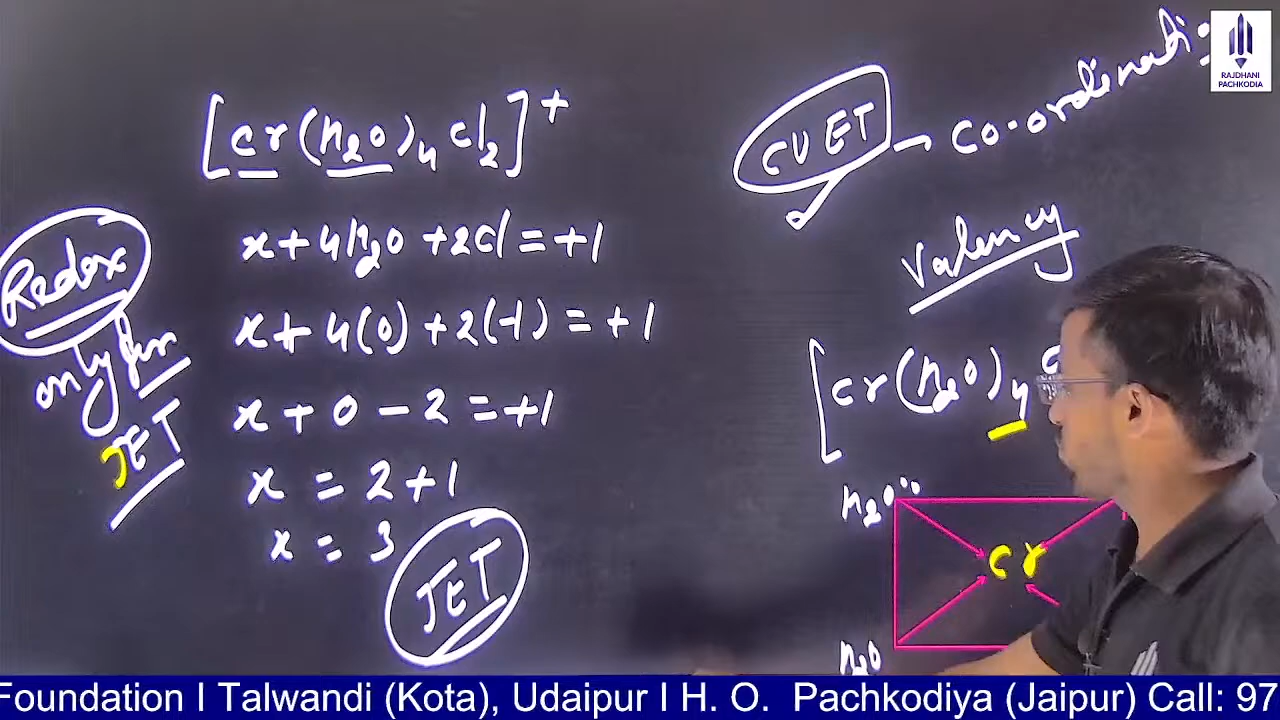 [cr(H₂O)₄ Cl₂]⁺
x + 4H₂O + 2Cl = +1
x + 4(0) + 2(-1) = +1
x + 0 - 2 = +1
x = 2 + 1
x = 3
JET
Redox
only for
JET
CUET → Co-ordinati
Valency
[cr(H₂O)₄
H₂O
cr
H₂O
RAJDHANI
PACHKODIA
Foundation I Talwandi (Kota), Udaipur I H. O. Pachkodiya (Jaipur) Call: 97